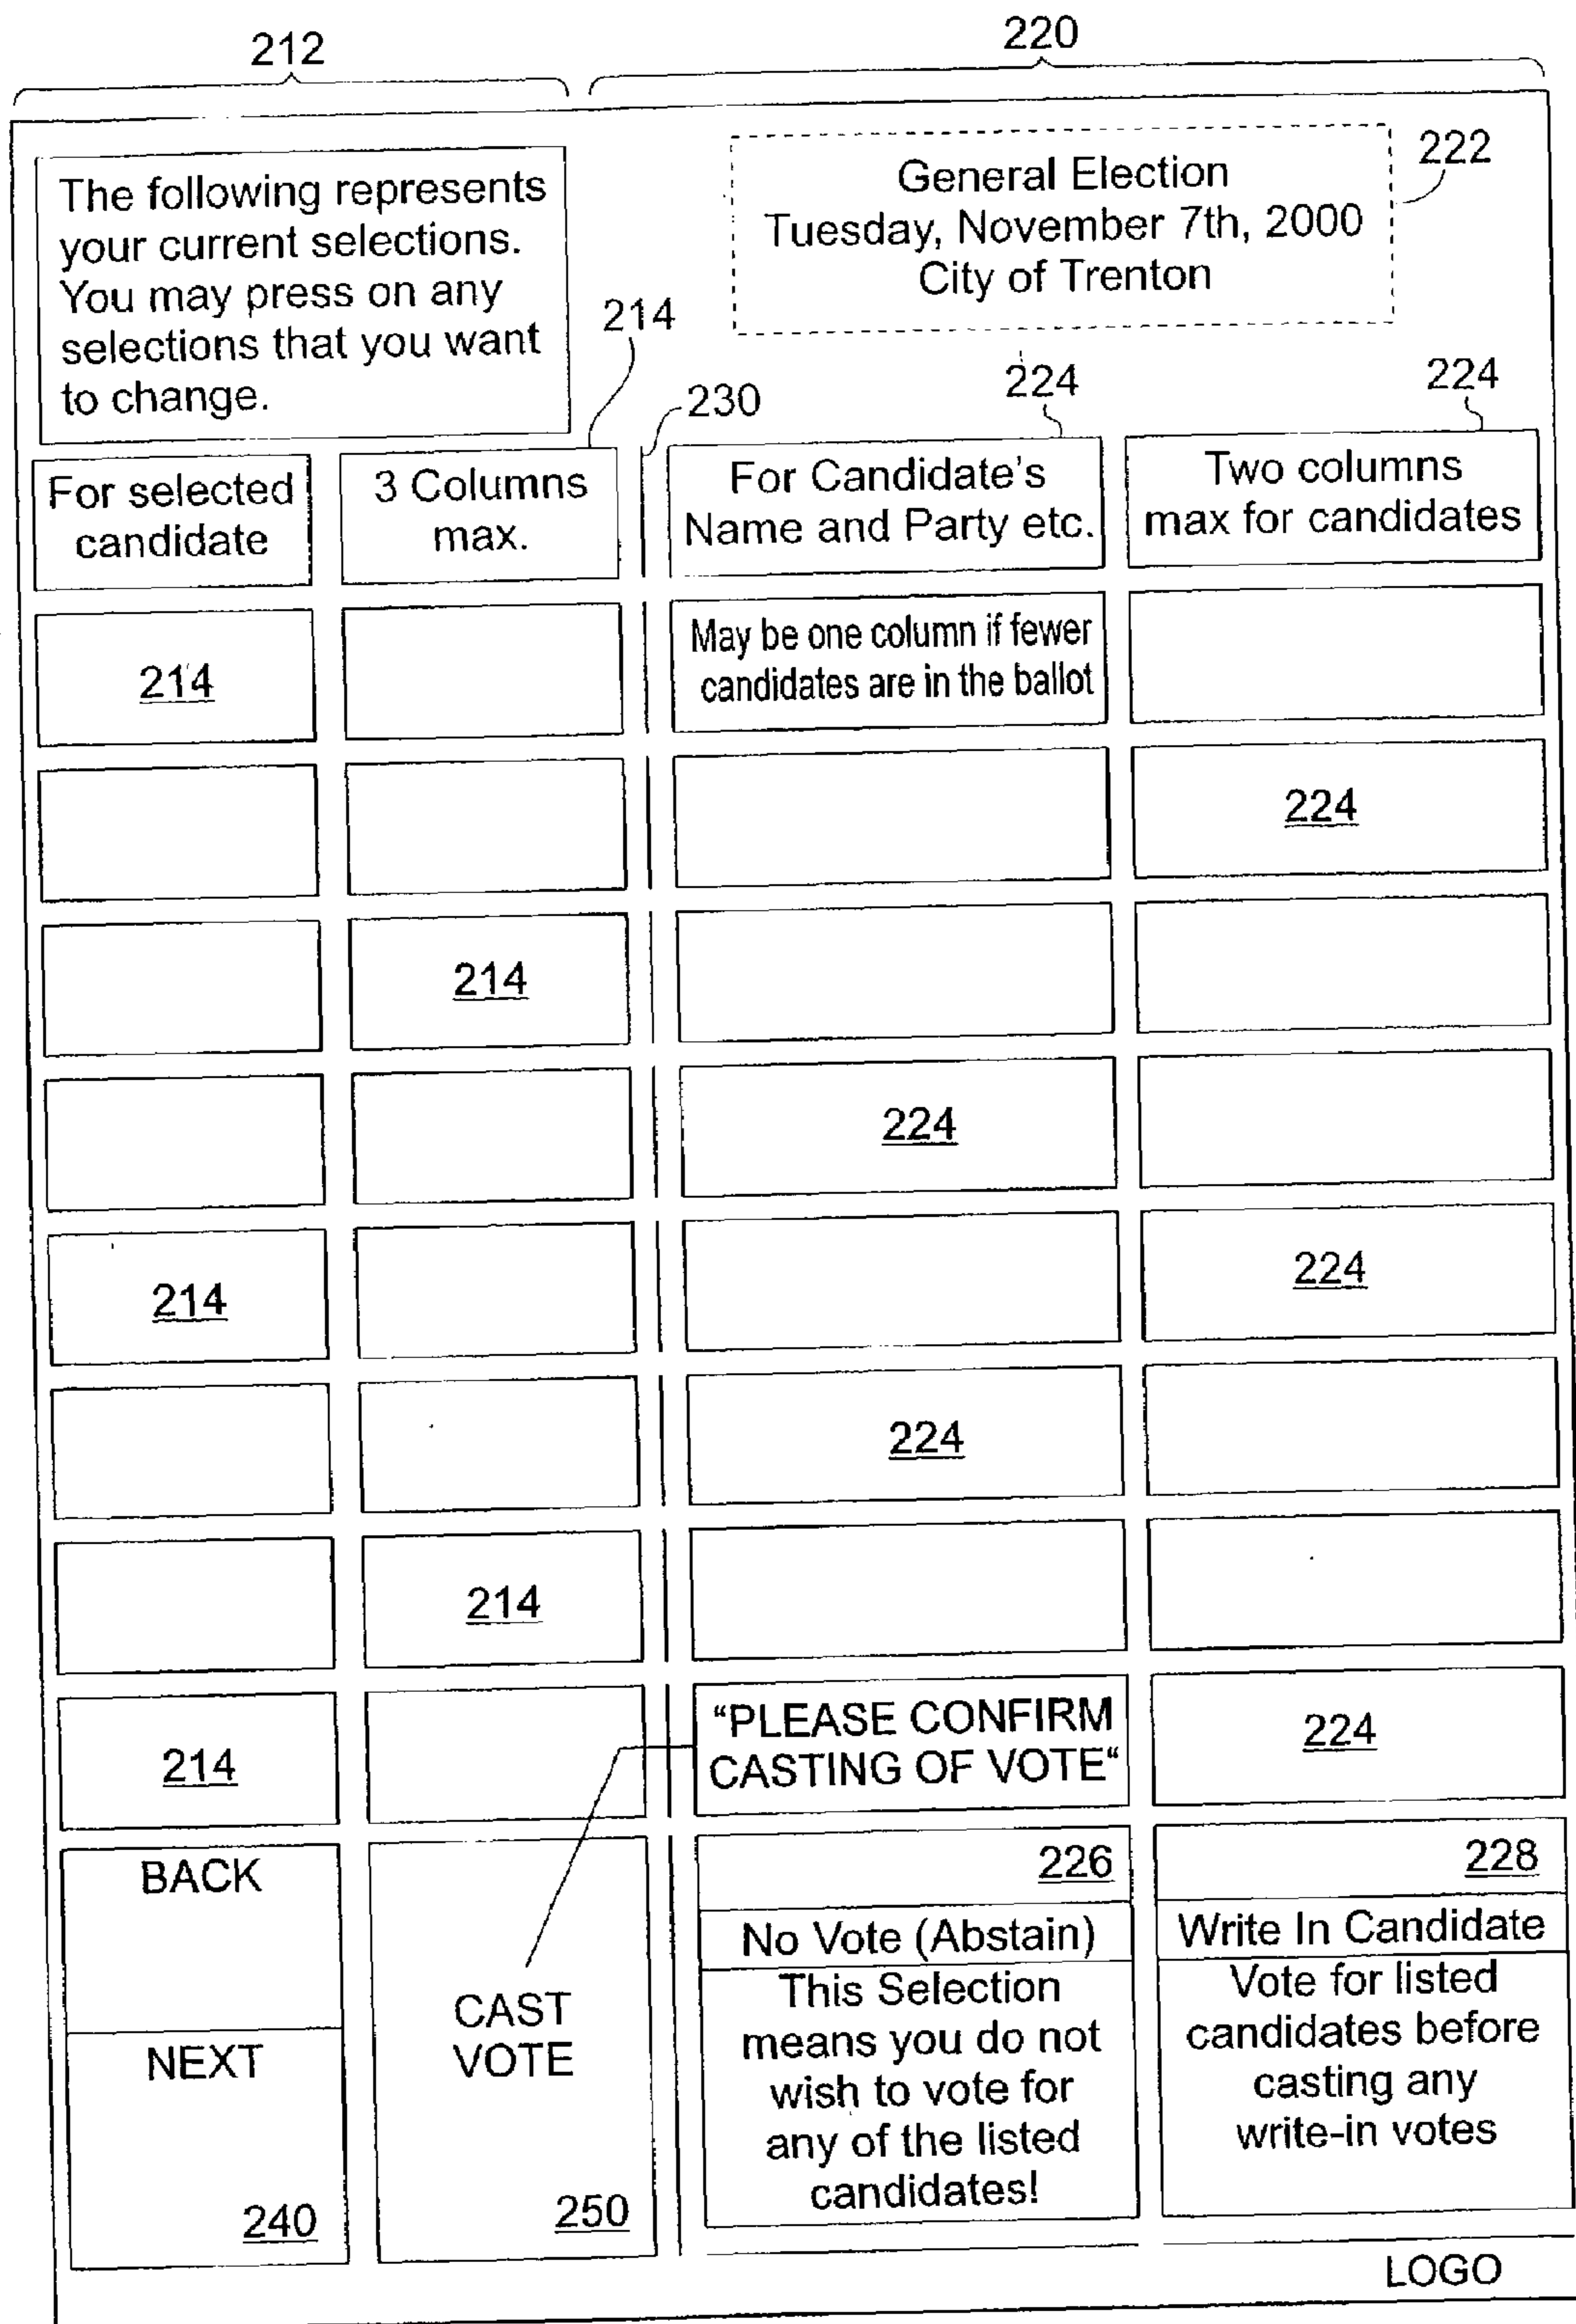 212
220
The following represents
your current selections.
You may press on any
selections that you want
to change.
General Election
Tuesday, November 7th, 2000
City of Trenton
222
214
230
224
224
For selected
candidate
3 Columns
max.
For Candidate's
Name and Party etc.
Two columns
max for candidates
214
May be one column if fewer
candidates are in the ballot
224
214
224
214
224
224
214
214
"PLEASE CONFIRM
CASTING OF VOTE"
224
BACK
NEXT
240
CAST
VOTE
250
226
No Vote (Abstain)
This Selection
means you do not
wish to vote for
any of the listed
candidates!
228
Write In Candidate
Vote for listed
candidates before
casting any
write-in votes
LOGO